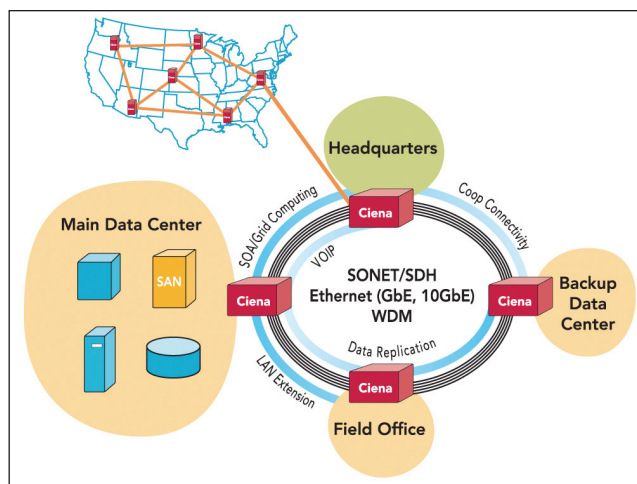 Headquarters
Main Data Center
SOA/Grid Computing
Coop Connectivity
Ciena
VOIP
SAN
SONET/SDH
Ethernet (GbE, 10GbE)
WDM
Ciena
Ciena
Backup
Data
Center
Data Replication
LAN Extension
Ciena
Field Office